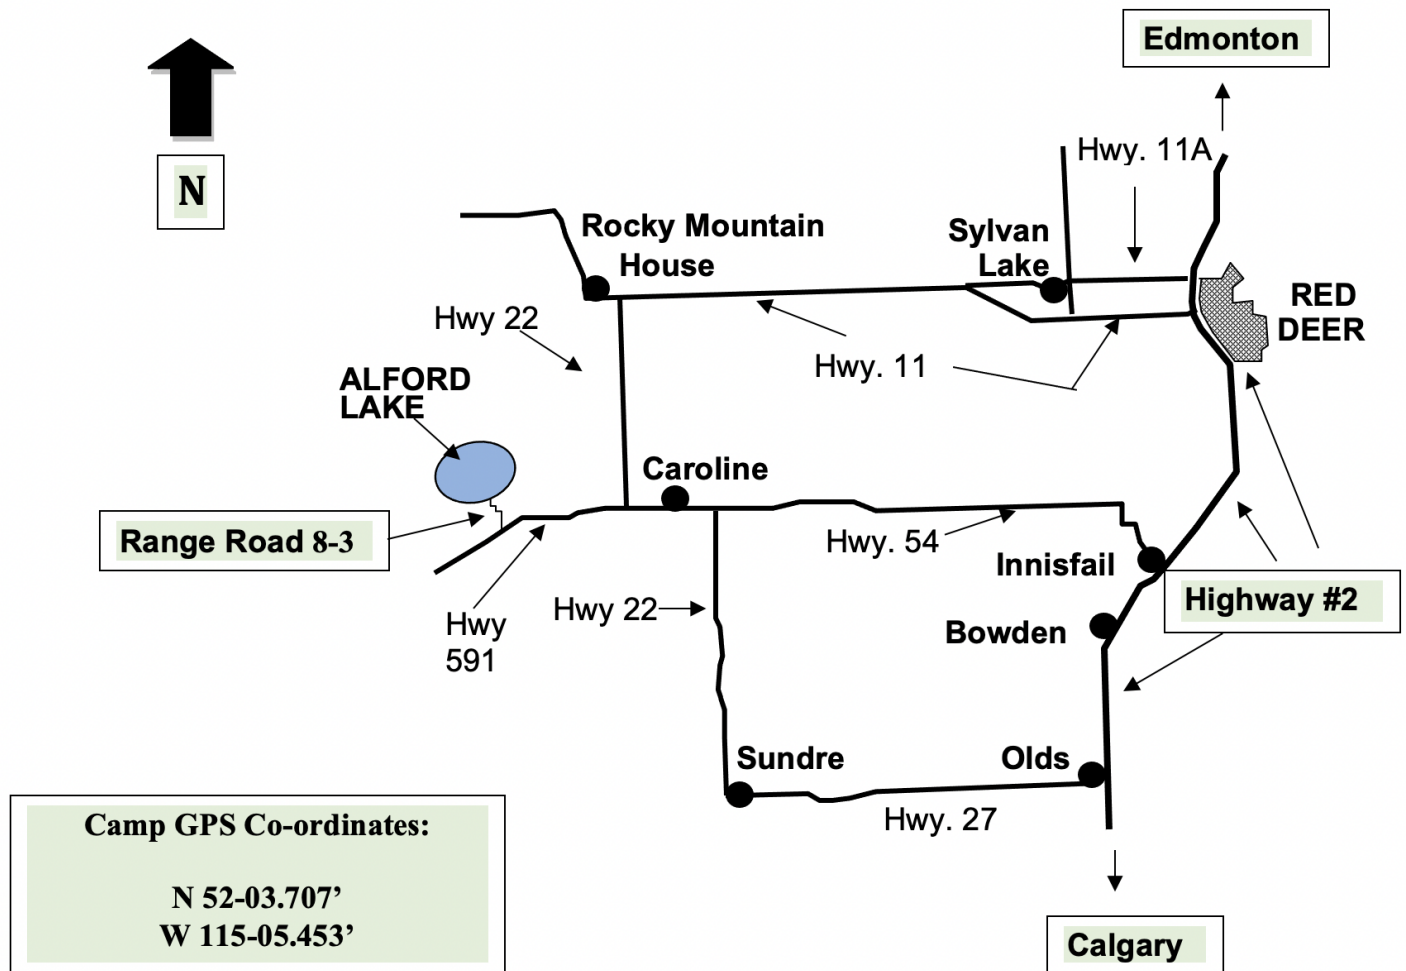 Edmonton
Hwy. 11A
N
Rocky Mountain
House
Sylvan
Lake
RED
DEER
Hwy 22
Hwy. 11
ALFORD
LAKE
Caroline
Range Road 8-3
Hwy. 54
Innisfail
Highway #2
Hwy 22
Hwy
591
Bowden
Sundre
Olds
Hwy. 27
Camp GPS Co-ordinates:
N 52-03.707’
W 115-05.453’
Calgary